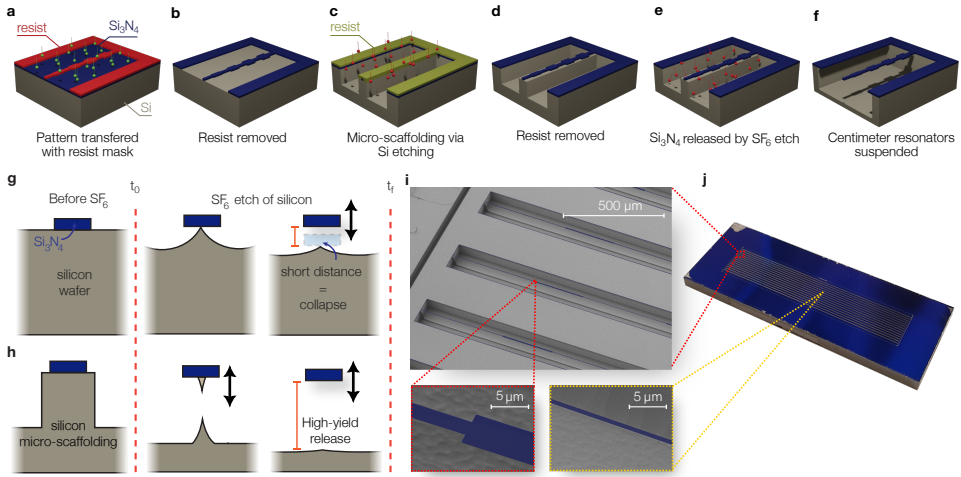 a
resist
Si3N4
Si
Pattern transfered
with resist mask
b
Resist removed
c
resist
Micro-scaffolding via
Si etching
d
Resist removed
e
Si3N4 released by SF6 etch
f
Centimeter resonators
suspended
g
Before SF6
t0
SF6 etch of silicon
tf
Si3N4
silicon
wafer
short distance
=
collapse
h
silicon
micro-scaffolding
High-yield
release
i
500 µm
5 µm
5 µm
j